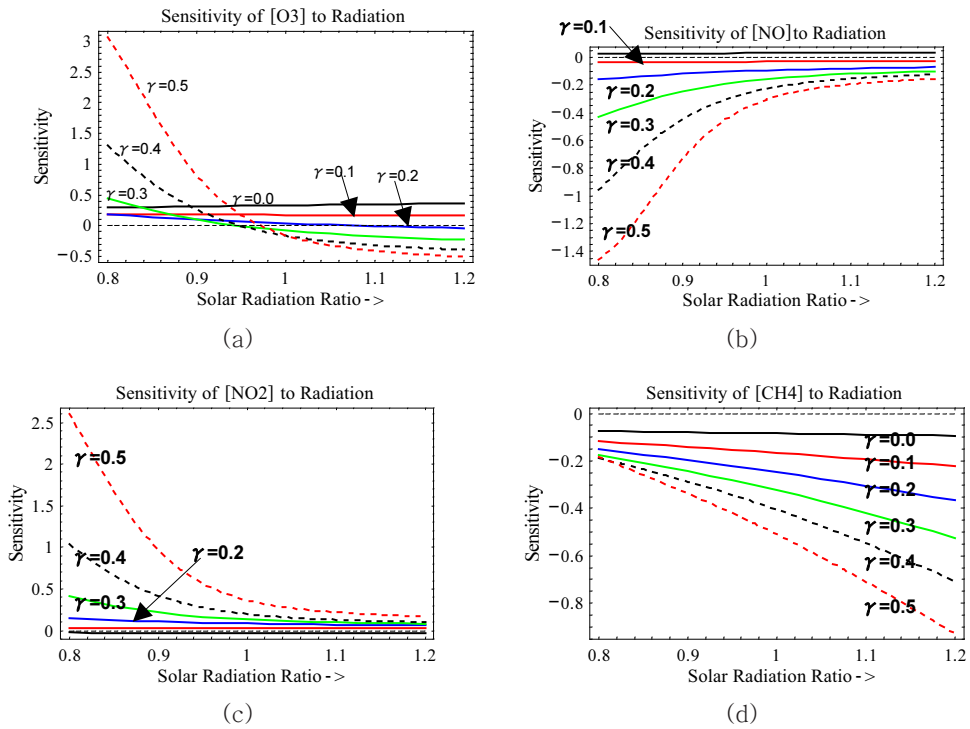 Sensitivity of [O3] to Radiation
3
2.5
2
1.5
1
0.5
0
−0.5
Sensitivity
γ=0.5
γ=0.4
γ=0.3
γ=0.0
γ=0.1
γ=0.2
0.8 0.9 1 1.1 1.2
Solar Radiation Ratio ->
(a)
γ=0.1
Sensitivity of [NO]to Radiation
0
−0.2
−0.4
−0.6
−0.8
−1
−1.2
−1.4
Sensitivity
γ=0.2
γ=0.3
γ=0.4
γ=0.5
0.8 0.9 1 1.1 1.2
Solar Radiation Ratio ->
(b)
Sensitivity of [NO2] to Radiation
2.5
2
1.5
1
0.5
0
Sensitivity
γ=0.5
γ=0.4
γ=0.2
γ=0.3
0.8 0.9 1 1.1 1.2
Solar Radiation Ratio ->
(c)
Sensitivity of [CH4] to Radiation
0
−0.2
−0.4
−0.6
−0.8
Sensitivity
γ=0.0
γ=0.1
γ=0.2
γ=0.3
γ=0.4
γ=0.5
0.8 0.9 1 1.1 1.2
Solar Radiation Ratio ->
(d)